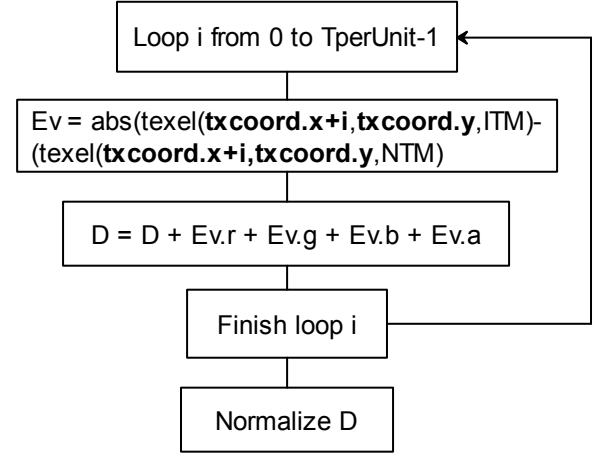 Loop i from 0 to TperUnit-1
Ev = abs(texel(txcoord.x+i,txcoord.y,ITM)-
(texel(txcoord.x+i,txcoord.y,NTM)
D = D + Ev.r + Ev.g + Ev.b + Ev.a
Finish loop i
Normalize D